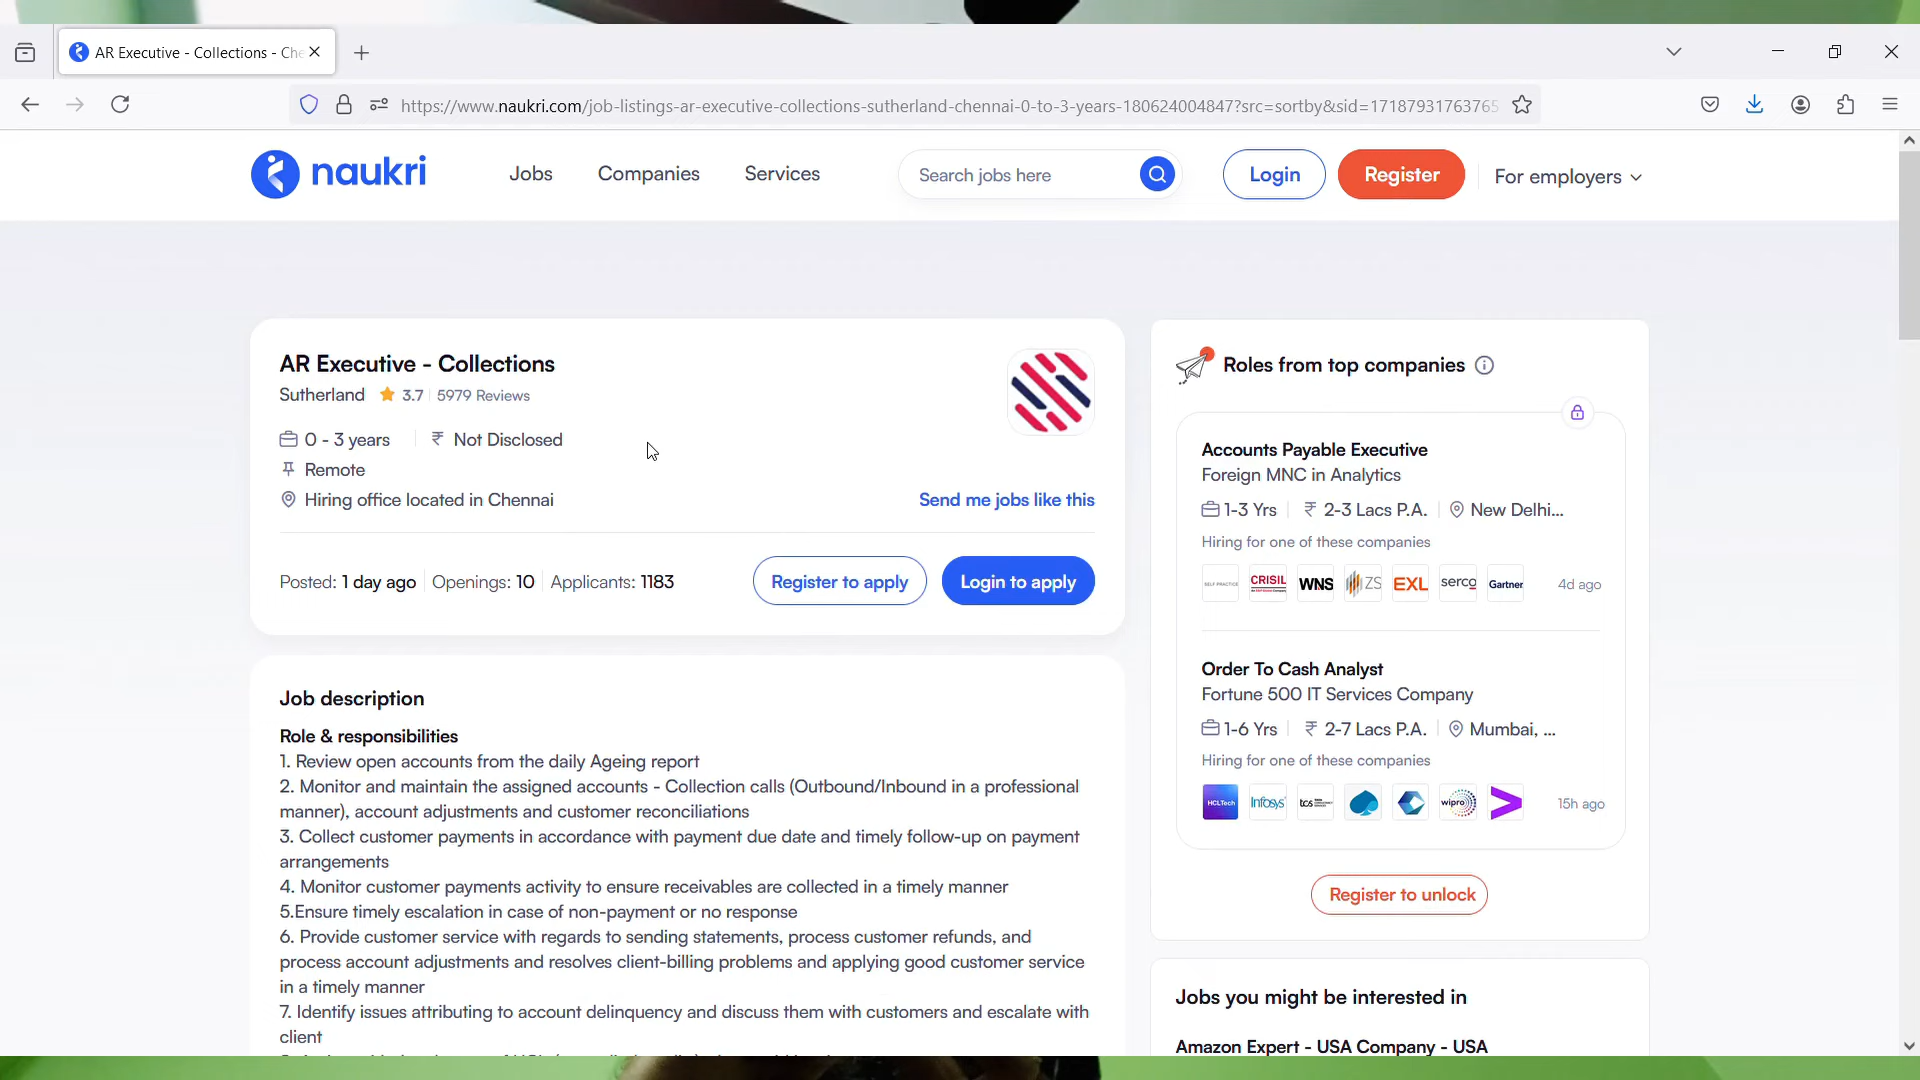 AR Executive - Collections - Che
https://www.naukri.com/job-listings-ar-executive-collections-sutherland-chennai-0-to-3-years-180624004847?src=sortby&sid=17187931763765
naukri
Jobs
Companies
Services
Search jobs here
Login
Register
For employers
AR Executive - Collections
Sutherland 3.7 5979 Reviews
0 - 3 years ₹ Not Disclosed
Remote
Hiring office located in Chennai
Send me jobs like this
Posted: 1 day ago Openings: 10 Applicants: 1183
Register to apply
Login to apply
Job description
Role & responsibilities
1. Review open accounts from the daily Ageing report
2. Monitor and maintain the assigned accounts - Collection calls (Outbound/Inbound in a professional
manner), account adjustments and customer reconciliations
3. Collect customer payments in accordance with payment due date and timely follow-up on payment
arrangements
4. Monitor customer payments activity to ensure receivables are collected in a timely manner
5.Ensure timely escalation in case of non-payment or no response
6. Provide customer service with regards to sending statements, process customer refunds, and
process account adjustments and resolves client-billing problems and applying good customer service
in a timely manner
7. Identify issues attributing to account delinquency and discuss them with customers and escalate with
client
Roles from top companies
Accounts Payable Executive
Foreign MNC in Analytics
1-3 Yrs ₹ 2-3 Lacs P.A. New Delhi...
Hiring for one of these companies
SELF PRACTICE CRISIL WNS ZS EXL serco Gartner 4d ago
Order To Cash Analyst
Fortune 500 IT Services Company
1-6 Yrs ₹ 2-7 Lacs P.A. Mumbai, ...
Hiring for one of these companies
HCLTech Infosys tcs wipro 15h ago
Register to unlock
Jobs you might be interested in
Amazon Expert - USA Company - USA